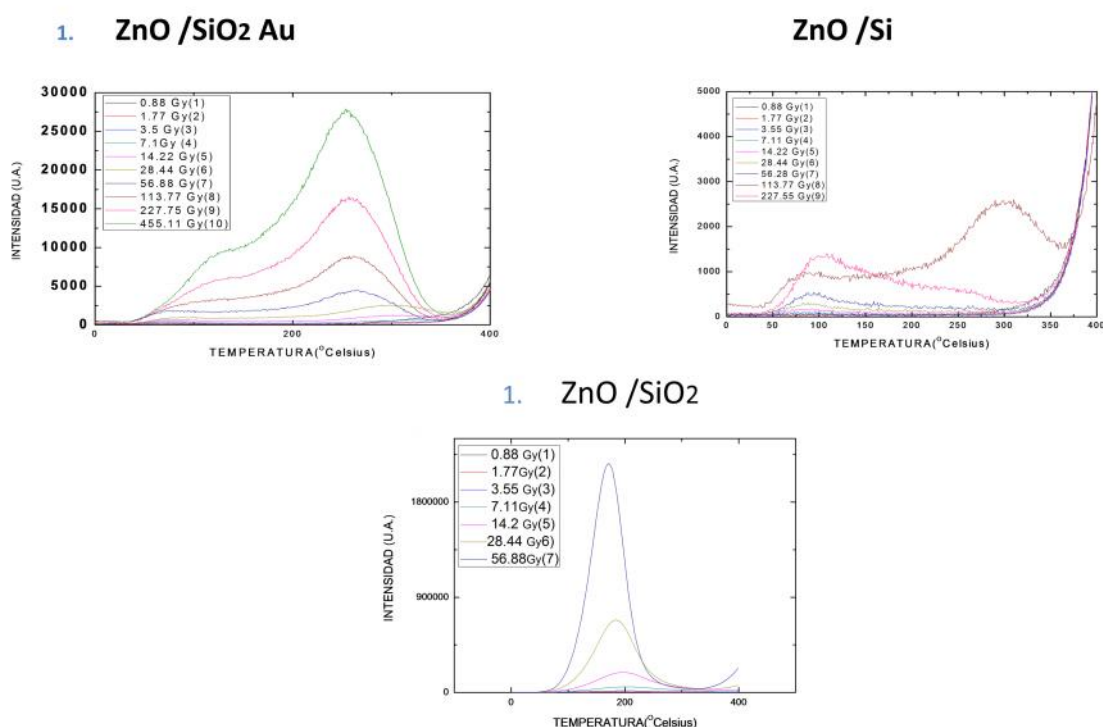 1. ZnO /SiO2 Au
30000
25000
20000
15000
10000
5000
0
0.88 Gy(1)
1.77 Gy(2)
3.5 Gy(3)
7.1Gy (4)
14.22 Gy(5)
28.44 Gy(6)
56.88 Gy(7)
113.77 Gy(8)
227.75 Gy(9)
455.11 Gy(10)
INTENSIDAD (U.A.)
0 200 400
TEMPERATURA(°Celsius)
ZnO /Si
5000
4000
3000
2000
1000
0
0.88 Gy(1)
1.77 Gy(2)
3.55 Gy(3)
7.11 Gy(4)
14.22 Gy(5)
28.44 Gy(6)
56.28 Gy(7)
113.77 Gy(8)
227.55 Gy(9)
INTENSIDAD (U.A.)
0 50 100 150 200 250 300 350 400
TEMPERATURA(°Celsius)
1. ZnO /SiO2
1800000
900000
0
0.88 Gy(1)
1.77Gy(2)
3.55 Gy(3)
7.11Gy(4)
14.2 Gy(5)
28.44 Gy6)
56.88Gy(7)
INTENSIDAD (U.A.)
0 200 400
TEMPERATURA(°Celsius)